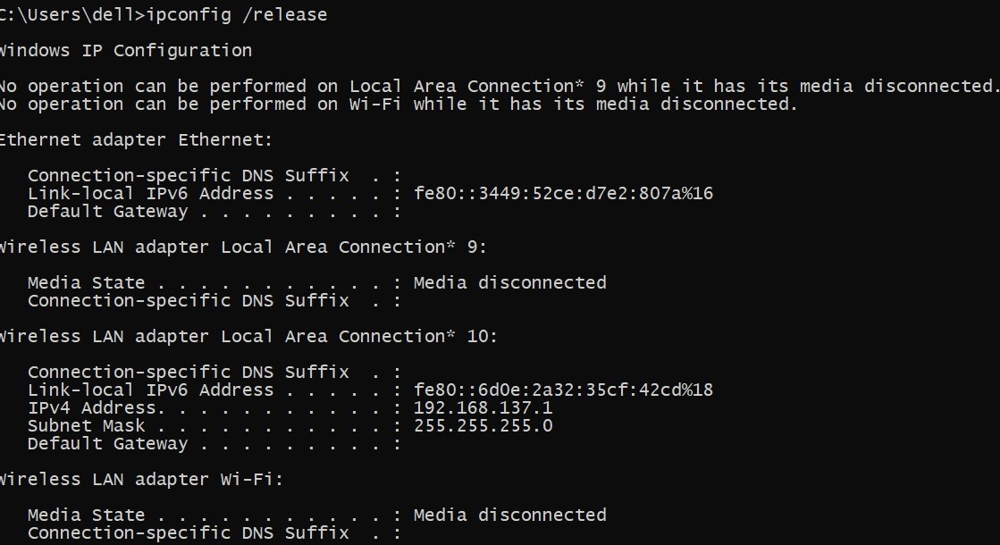 C:\Users\dell>ipconfig /release
Windows IP Configuration
No operation can be performed on Local Area Connection* 9 while it has its media disconnected.
No operation can be performed on Wi-Fi while it has its media disconnected.
Ethernet adapter Ethernet:
Connection-specific DNS Suffix  . :
Link-local IPv6 Address . . . . . : fe80::3449:52ce:d7e2:807a%16
Default Gateway . . . . . . . . . :
Wireless LAN adapter Local Area Connection* 9:
Media State . . . . . . . . . . . : Media disconnected
Connection-specific DNS Suffix  . :
Wireless LAN adapter Local Area Connection* 10:
Connection-specific DNS Suffix  . :
Link-local IPv6 Address . . . . . : fe80::6d0e:2a32:35cf:42cd%18
IPv4 Address. . . . . . . . . . . : 192.168.137.1
Subnet Mask . . . . . . . . . . . : 255.255.255.0
Default Gateway . . . . . . . . . :
Wireless LAN adapter Wi-Fi:
Media State . . . . . . . . . . . : Media disconnected
Connection-specific DNS Suffix  . :